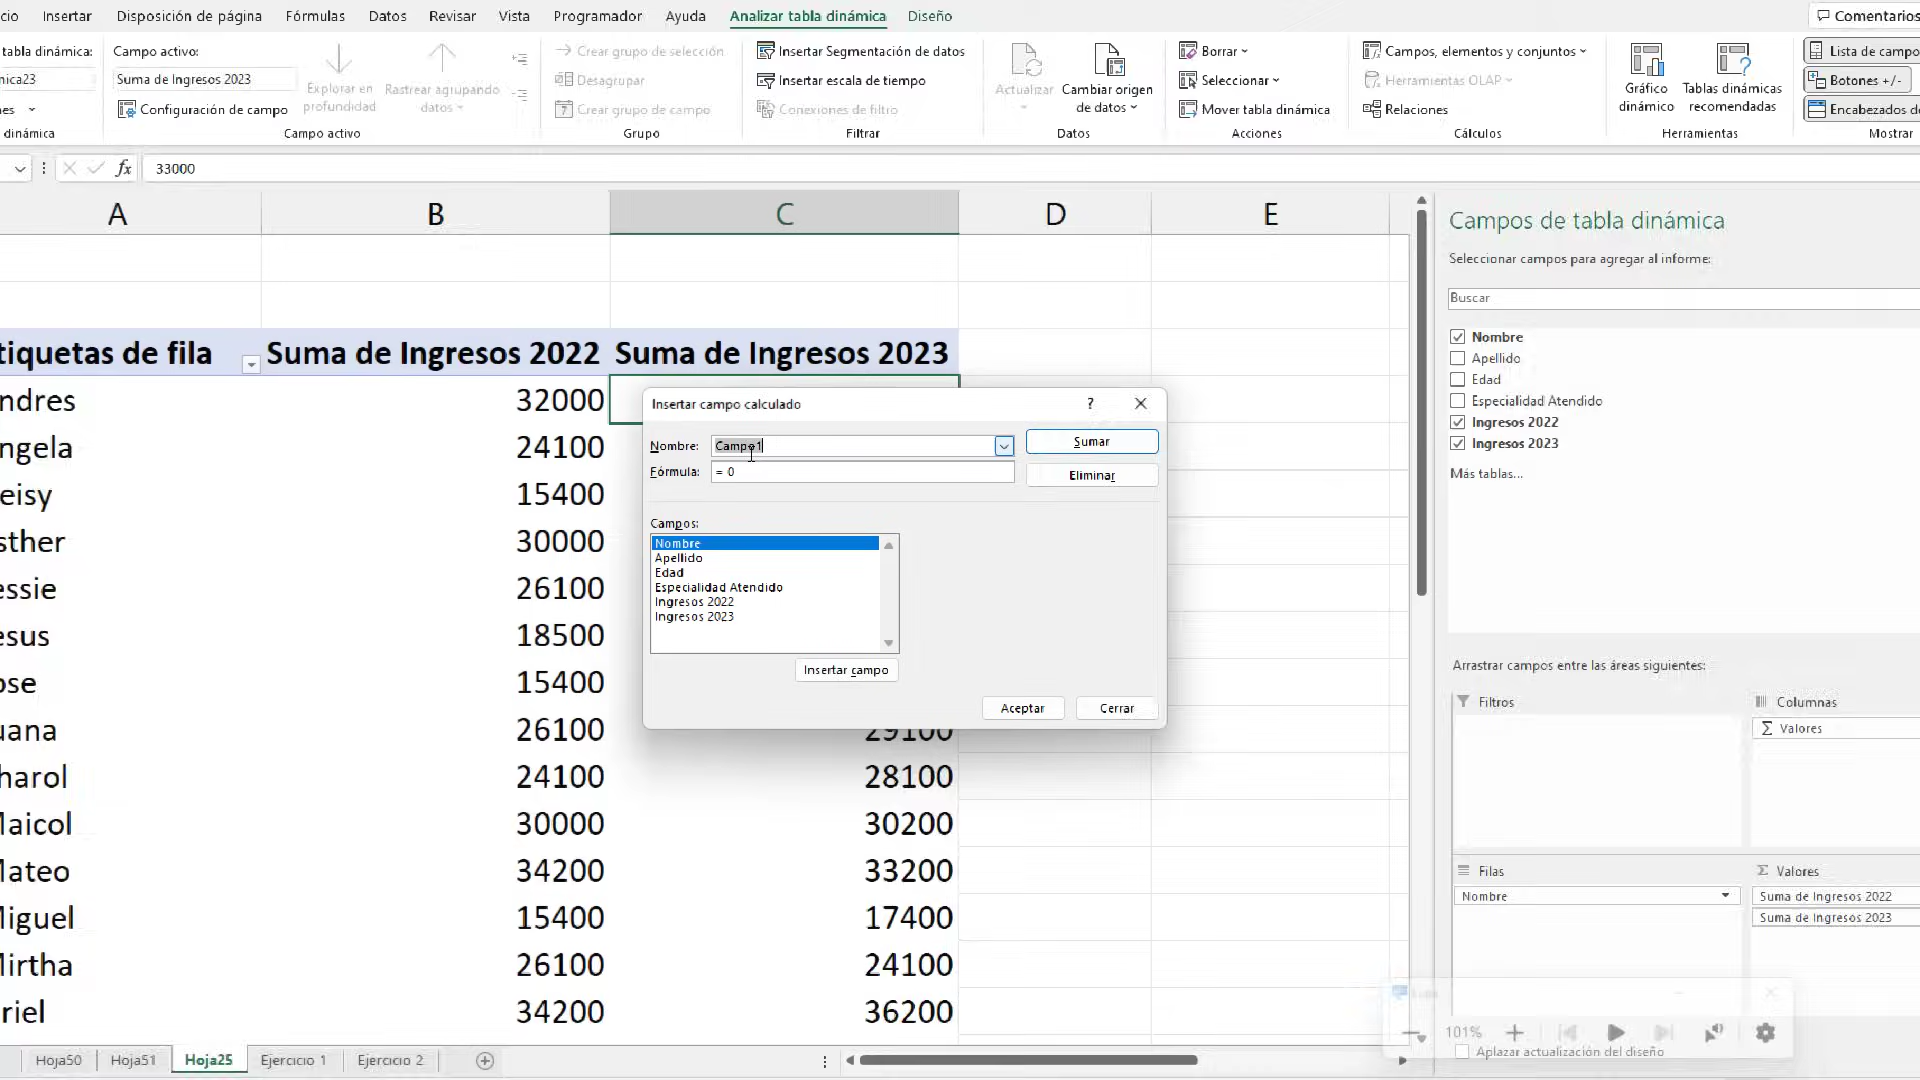 cio Insertar Disposición de página Fórmulas Datos Revisar Vista Programador Ayuda Analizar tabla dinámica Diseño Comentarios
tabla dinámica: Campo activo: Crear grupo de selección Insertar Segmentación de datos Borrar Campos, elementos y conjuntos Lista de campo
nica23 Suma de Ingresos 2023 Explorar en profundidad Rastrear agrupando datos Desagrupar Insertar escala de tiempo Actualizar Cambiar origen de datos Seleccionar Herramientas OLAP Gráfico dinámico Tablas dinámicas recomendadas Botones +/-
nes Configuración de campo Crear grupo de campo Conexiones de filtro Mover tabla dinámica Relaciones Encabezados de
dinámica Campo activo Grupo Filtrar Datos Acciones Cálculos Herramientas Mostrar
fx 33000
A B C D E
Campos de tabla dinámica
Seleccionar campos para agregar al informe:
Buscar
Nombre
Apellido
Edad
Especialidad Atendido
Ingresos 2022
Ingresos 2023
Más tablas...
Arrastrar campos entre las áreas siguientes:
Filtros Columnas
Σ Valores
Filas Σ Valores
Nombre Suma de Ingresos 2022
Suma de Ingresos 2023
Aplazar actualización del diseño
101%
tiquetas de fila Suma de Ingresos 2022 Suma de Ingresos 2023
ndres 32000
ngela 24100
eisy 15400
sther 30000
essie 26100
esus 18500
ose 15400
uana 26100 29100
harol 24100 28100
Maicol 30000 30200
Mateo 34200 33200
Miguel 15400 17400
Mirtha 26100 24100
riel 34200 36200
Insertar campo calculado ?
Nombre: Campo1 Sumar
Fórmula: = 0 Eliminar
Campos:
Nombre
Apellido
Edad
Especialidad Atendido
Ingresos 2022
Ingresos 2023
Insertar campo
Aceptar Cerrar
Hoja50 Hoja51 Hoja25 Ejercicio 1 Ejercicio 2